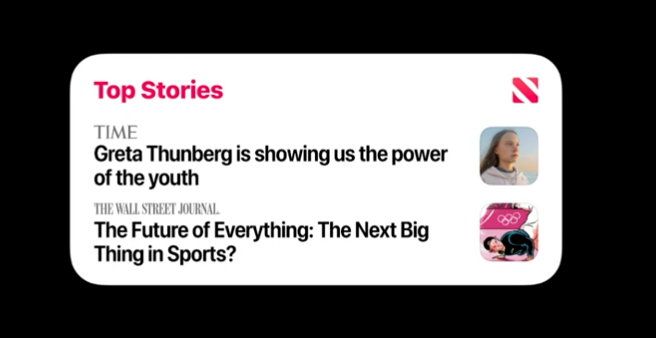 Top Stories
TIME
Greta Thunberg is showing us the power
of the youth
THE WALL STREET JOURNAL.
The Future of Everything: The Next Big
Thing in Sports?